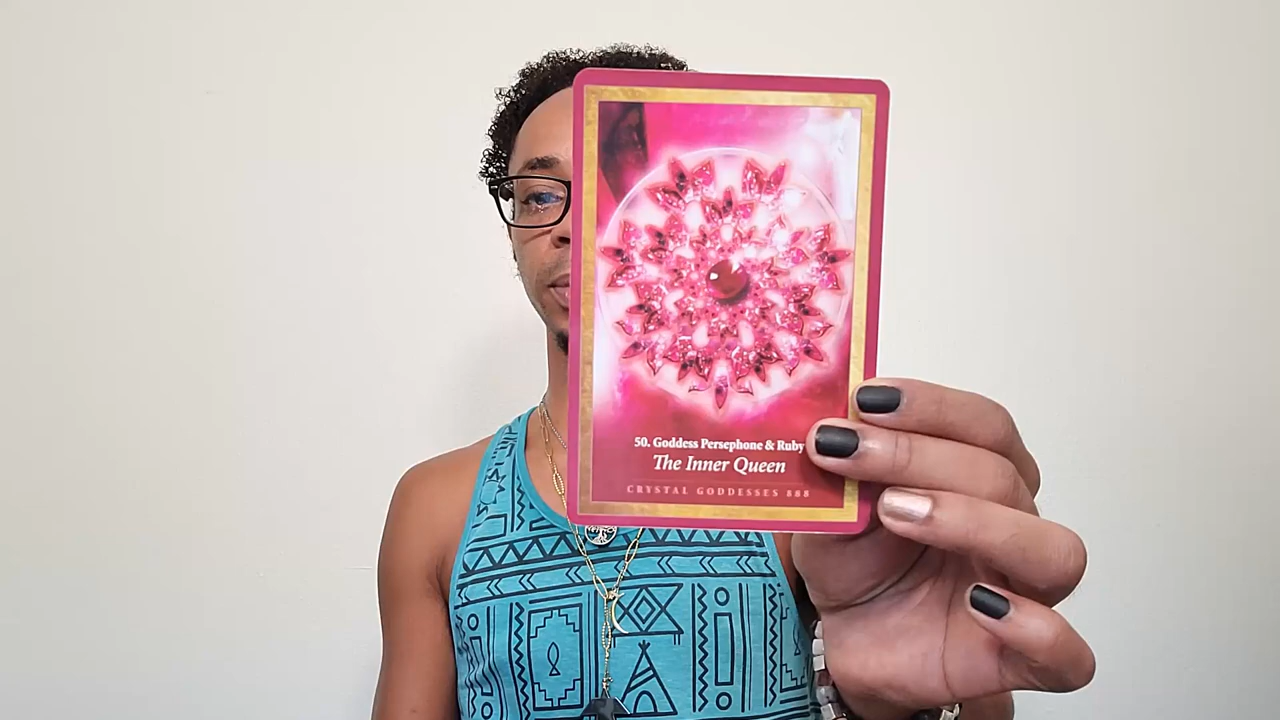 50. Goddess Persephone & Ruby
The Inner Queen
CRYSTAL GODDESSES 888